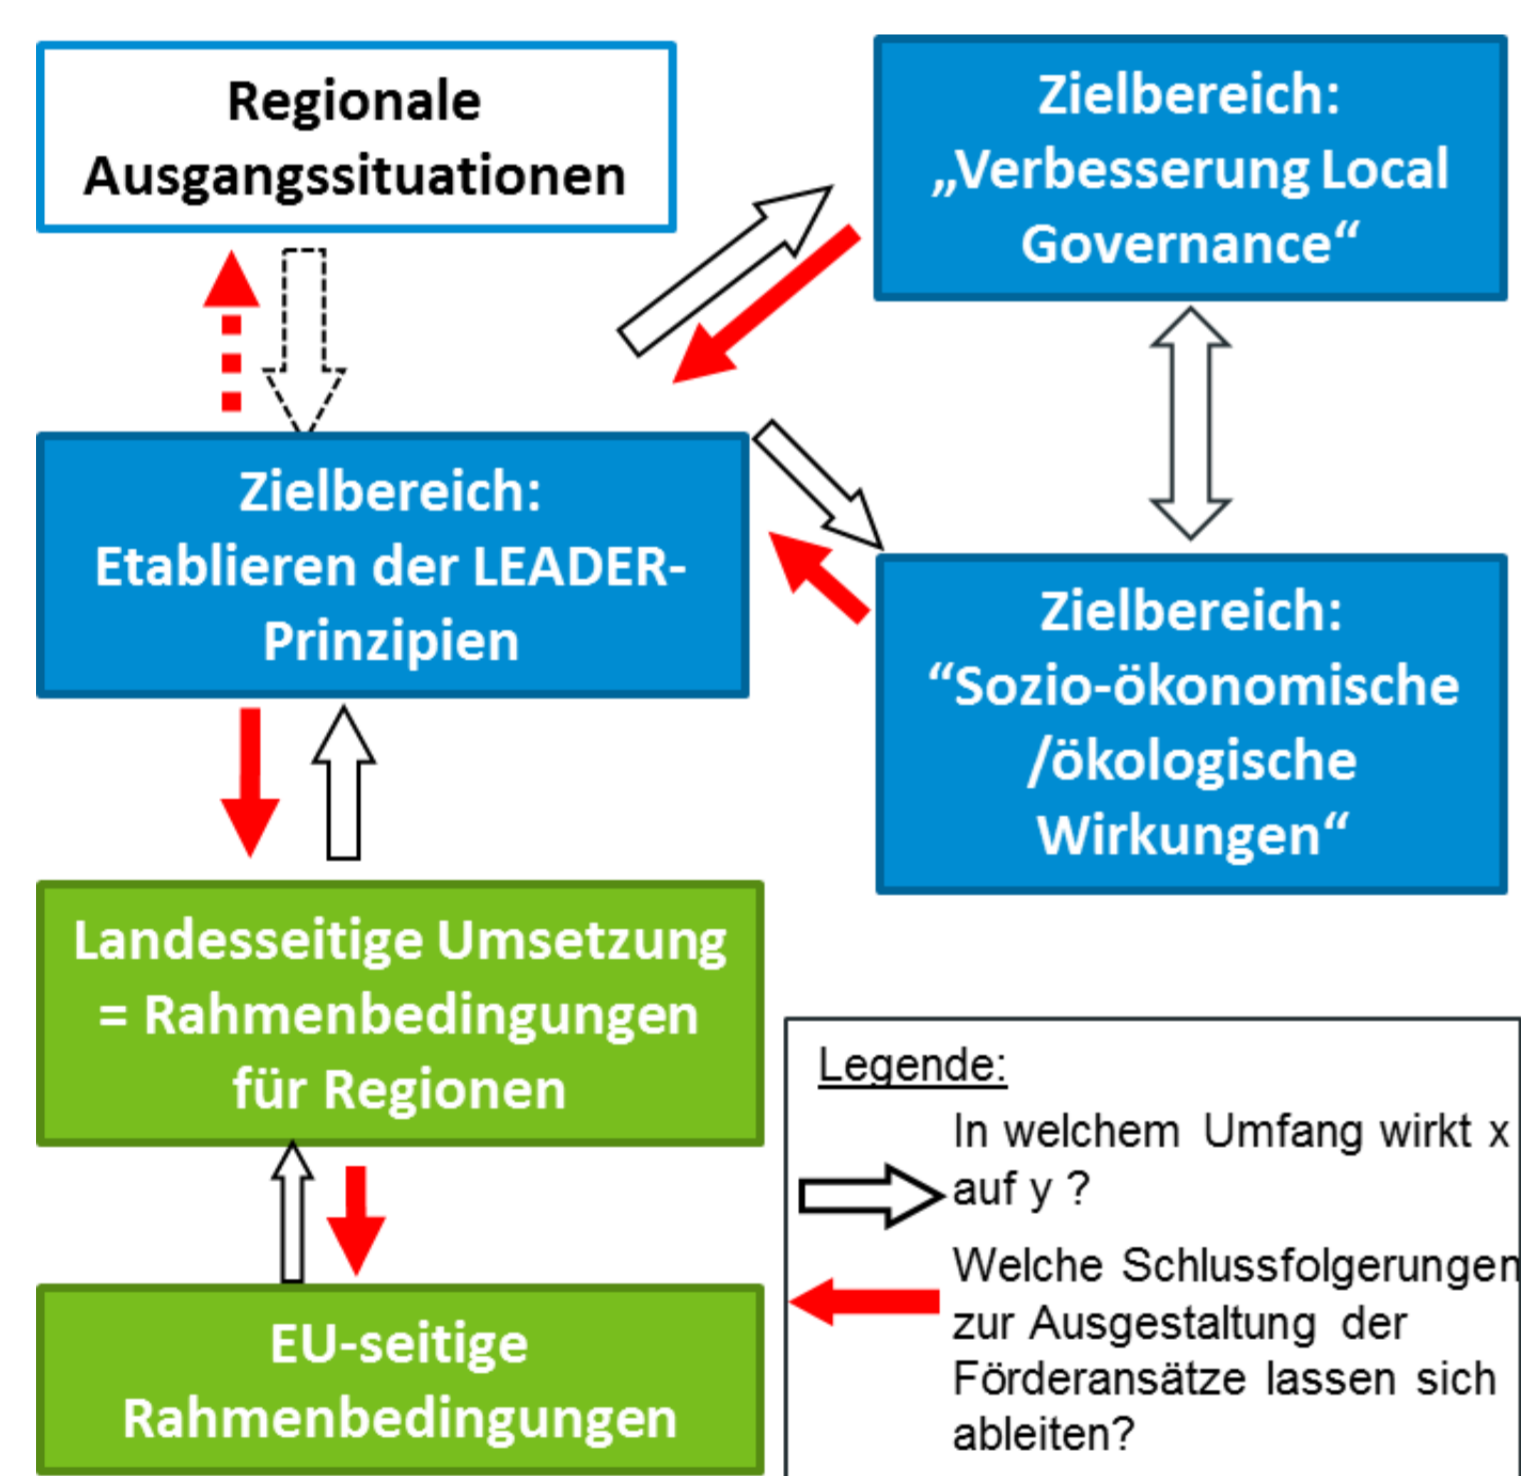 Regionale
Ausgangssituationen
Zielbereich:
„Verbesserung Local
Governance“
Zielbereich:
Etablieren der LEADER-
Prinzipien
Zielbereich:
“Sozio-ökonomische
/ökologische
Wirkungen“
Landesseitige Umsetzung
= Rahmenbedingungen
für Regionen
EU-seitige
Rahmenbedingungen
Legende:
In welchem Umfang wirkt x
auf y ?
Welche Schlussfolgerungen
zur Ausgestaltung der
Förderansätze lassen sich
ableiten?